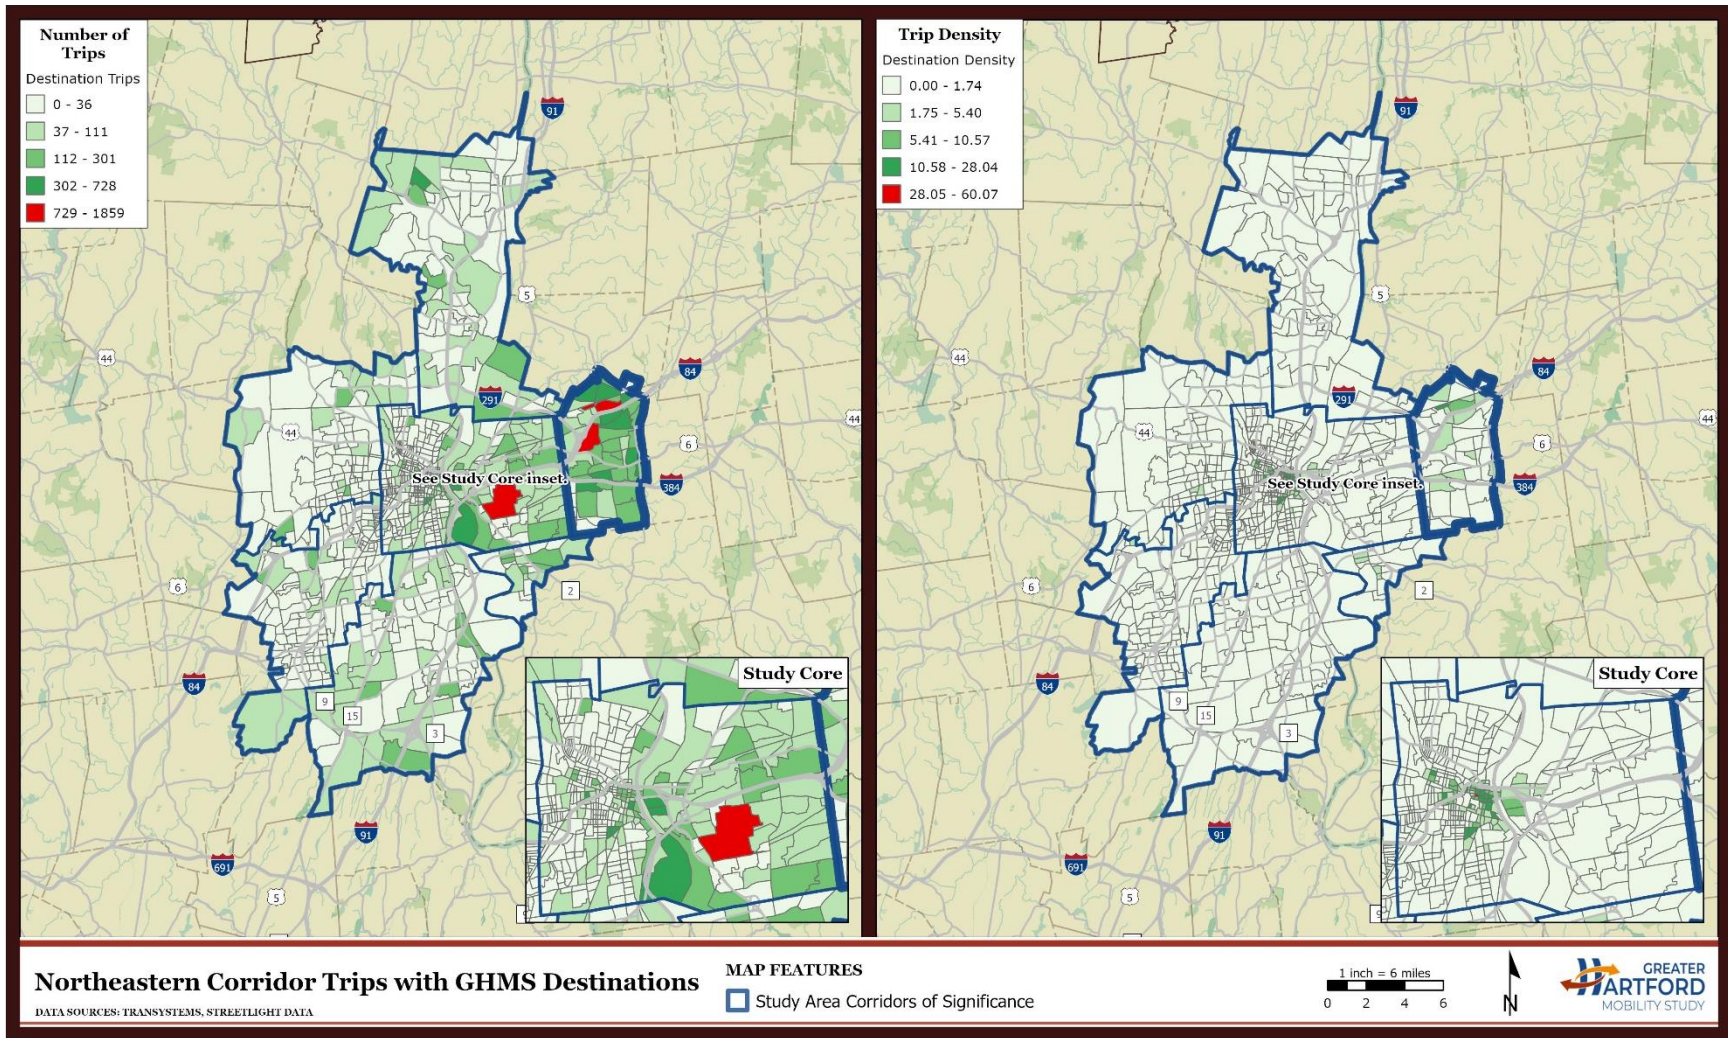 Number of
Trips
Destination Trips
0 - 36
37 - 111
112 - 301
302 - 728
729 - 1859
91
5
44
84
291
44
44
6
See Study Core inset.
384
6
2
84
9
15
3
91
691
5
Study Core
Trip Density
Destination Density
0.00 - 1.74
1.75 - 5.40
5.41 - 10.57
10.58 - 28.04
28.05 - 60.07
91
5
44
84
291
44
44
6
See Study Core inset.
384
6
2
84
9
15
3
91
691
5
9
Study Core
Northeastern Corridor Trips with GHMS Destinations
DATA SOURCES: TRANSYSTEMS, STREETLIGHT DATA
MAP FEATURES
Study Area Corridors of Significance
1 inch = 6 miles
0 2 4 6
N
GREATER
HARTFORD
MOBILITY STUDY